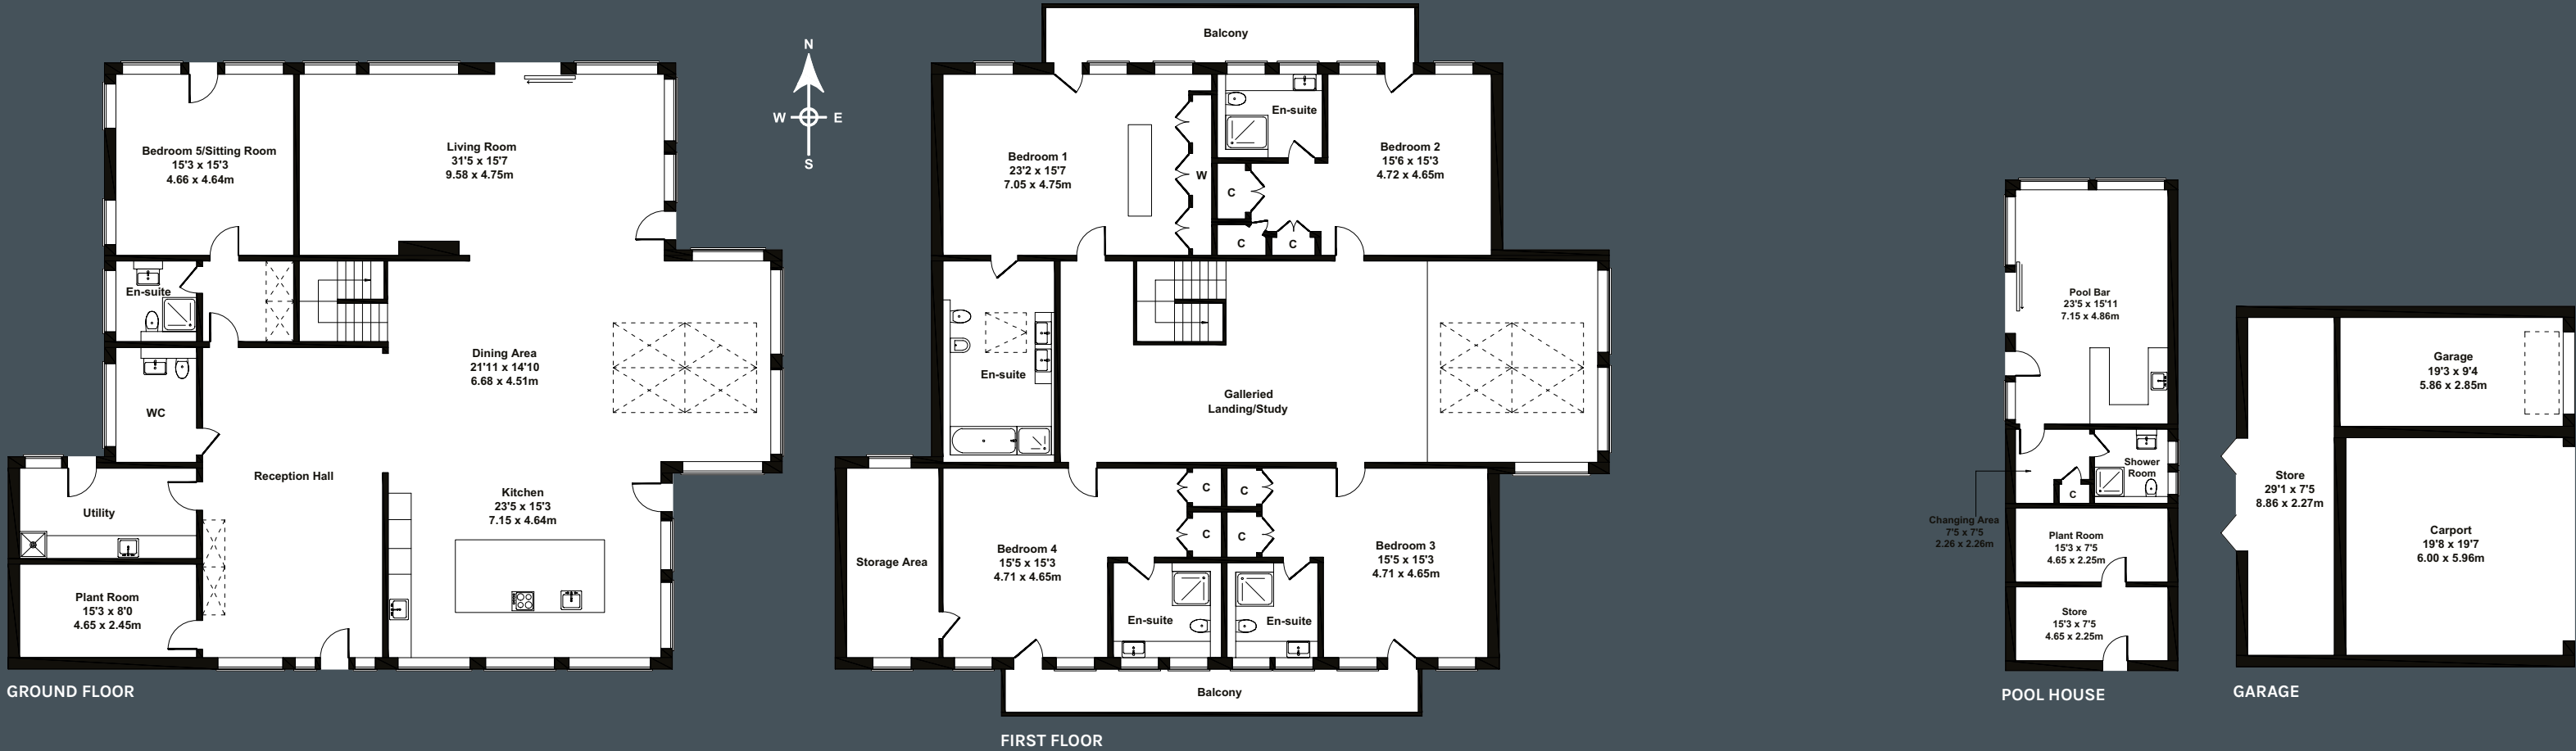 Bedroom 5/Sitting Room
15'3 x 15'3
4.66 x 4.64m
Living Room
31'5 x 15'7
9.58 x 4.75m
En-suite
WC
Dining Area
21'11 x 14'10
6.68 x 4.51m
Reception Hall
Utility
Kitchen
23'5 x 15'3
7.15 x 4.64m
Plant Room
15'3 x 8'0
4.65 x 2.45m
GROUND FLOOR
N
W E
S
Balcony
Bedroom 1
23'2 x 15'7
7.05 x 4.75m
W
En-suite
Bedroom 2
15'6 x 15'3
4.72 x 4.65m
C
C
C
En-suite
Galleried
Landing/Study
Storage Area
Bedroom 4
15'5 x 15'3
4.71 x 4.65m
C
C
C
C
Bedroom 3
15'5 x 15'3
4.71 x 4.65m
En-suite
En-suite
Balcony
FIRST FLOOR
Pool Bar
23'5 x 15'11
7.15 x 4.86m
Shower
Room
C
Changing Area
7'5 x 7'5
2.26 x 2.26m
Plant Room
15'3 x 7'5
4.65 x 2.25m
Store
15'3 x 7'5
4.65 x 2.25m
POOL HOUSE
Garage
19'3 x 9'4
5.86 x 2.85m
Store
29'1 x 7'5
8.86 x 2.27m
Carport
19'8 x 19'7
6.00 x 5.96m
GARAGE